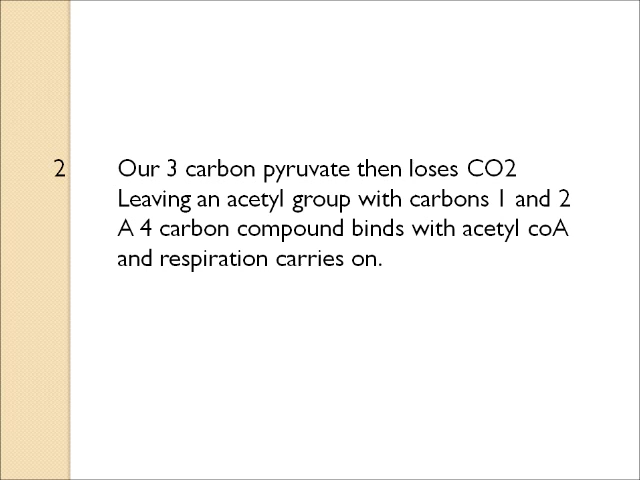 2 Our 3 carbon pyruvate then loses CO2
Leaving an acetyl group with carbons 1 and 2
A 4 carbon compound binds with acetyl coA
and respiration carries on.